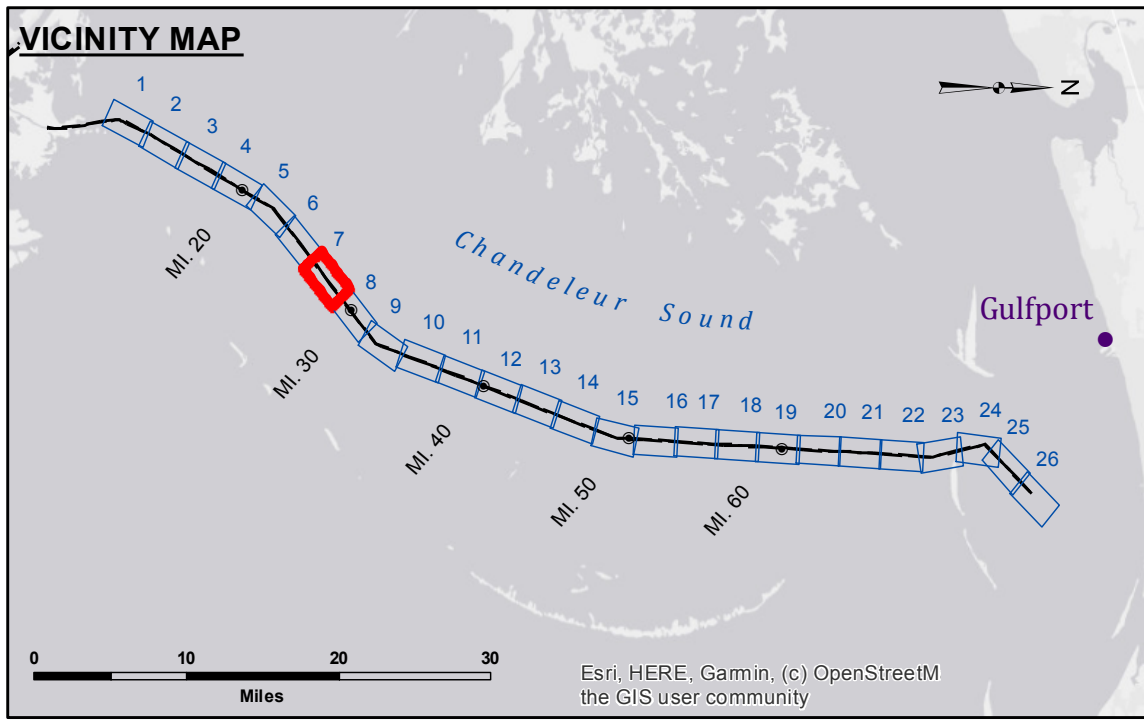 VICINITY MAP
N
1
2
3
4
5
6
7
8
9
10
11
12
13
14
15
16
17
18
19
20
21
22
23
24
25
26
MI. 20
MI. 30
MI. 40
MI. 50
MI. 60
Chandeleur Sound
Gulfport
0 10 20 30
Miles
Esri, HERE, Garmin, (c) OpenStreetM
the GIS user community